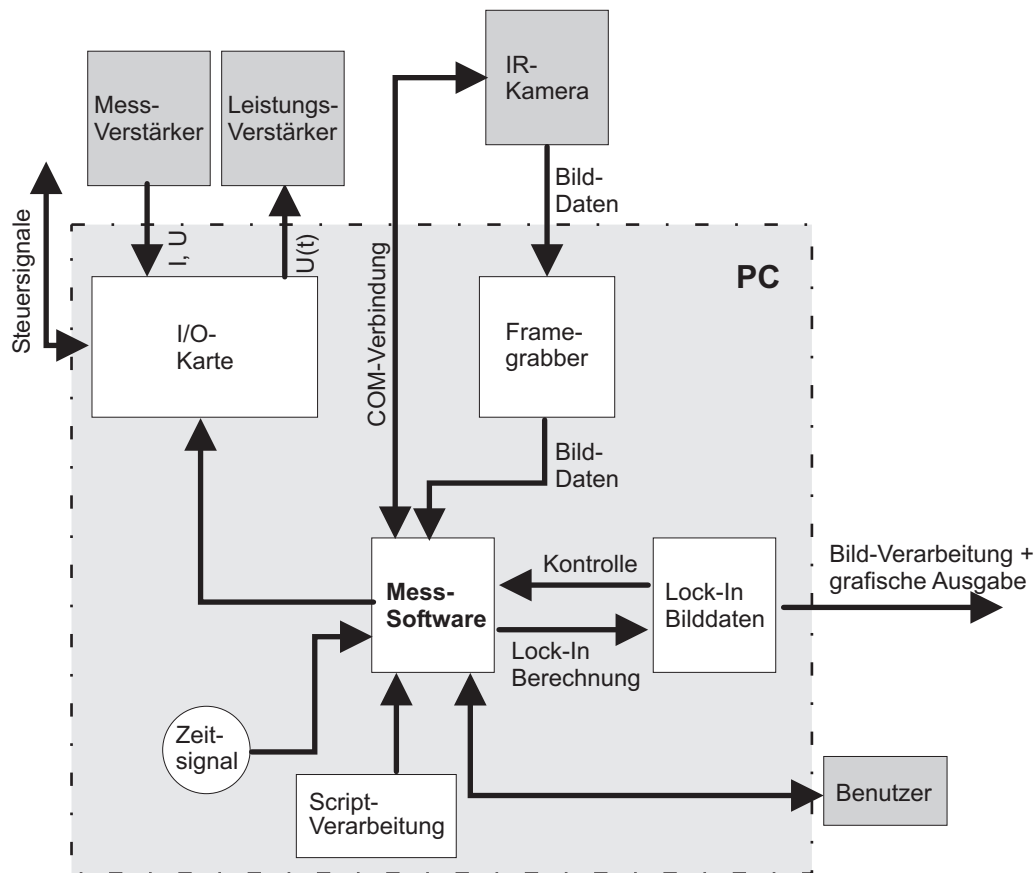 IR-
Kamera
Mess-
Verstärker
Leistungs-
Verstärker
Bild-
Daten
Steuersignale
I, U
U(t)
COM-Verbindung
PC
I/O-
Karte
Frame-
grabber
Bild-
Daten
Bild-Verarbeitung +
grafische Ausgabe
Kontrolle
Mess-
Software
Lock-In
Bilddaten
Lock-In
Berechnung
Zeit-
signal
Script-
Verarbeitung
Benutzer